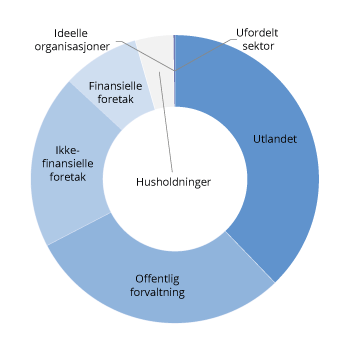 Ideelle
organisasjoner
Ufordelt
sektor
Finansielle
foretak
Utlandet
Ikke-
finansielle
foretak
Husholdninger
Offentlig
forvaltning